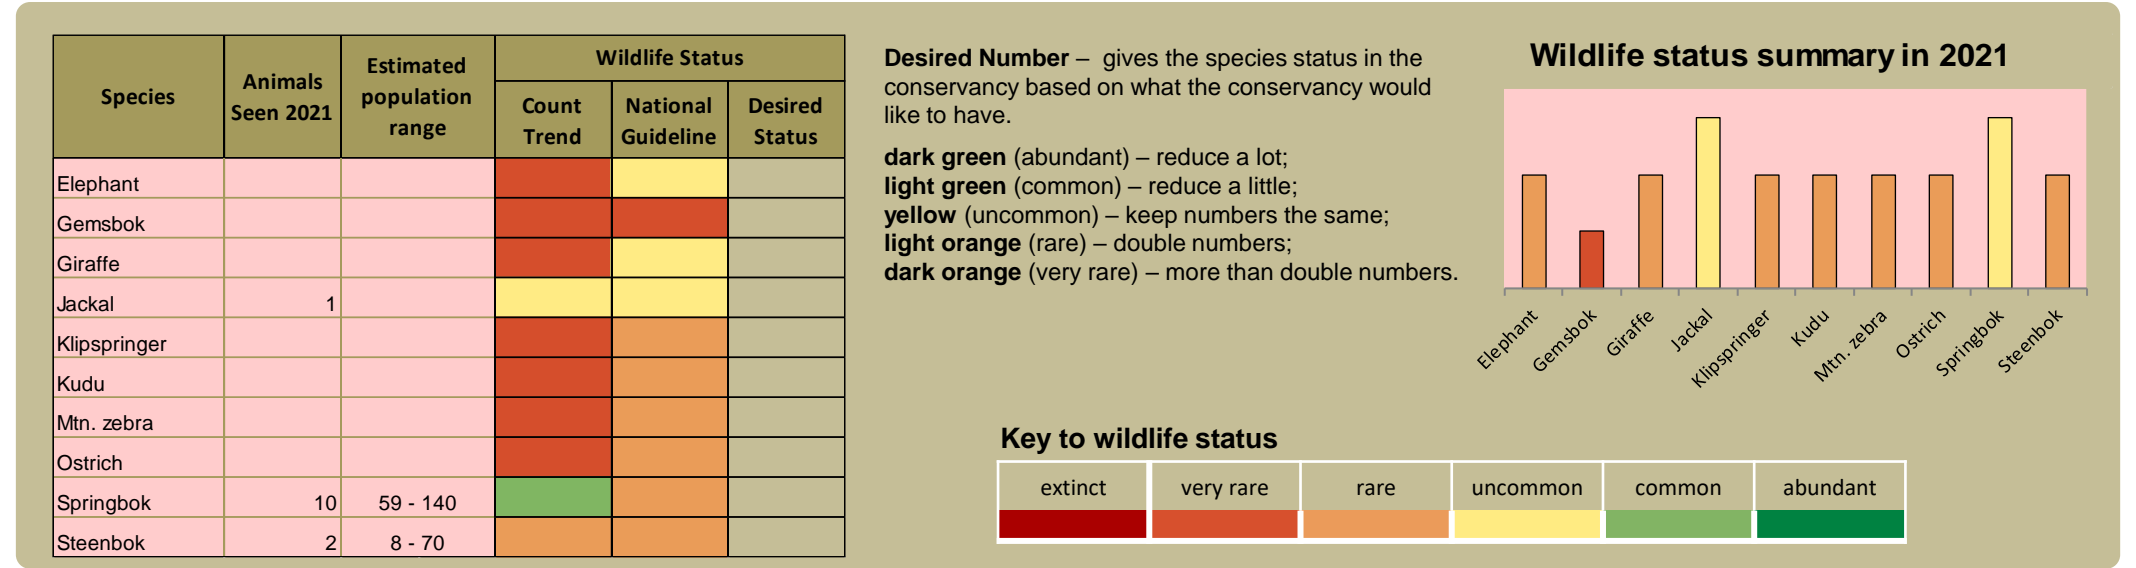 Species
Animals
Seen 2021
Estimated
population
range
Wildlife Status
Count
Trend
National
Guideline
Desired
Status
Elephant
Gemsbok
Giraffe
Jackal 1
Klipspringer
Kudu
Mtn. zebra
Ostrich
Springbok 10 59 - 140
Steenbok 2 8 - 70
Desired Number – gives the species status in the
conservancy based on what the conservancy would
like to have.
dark green (abundant) – reduce a lot;
light green (common) – reduce a little;
yellow (uncommon) – keep numbers the same;
light orange (rare) – double numbers;
dark orange (very rare) – more than double numbers.
Wildlife status summary in 2021
Elephant
Gemsbok
Giraffe
Jackal
Klipspringer
Kudu
Mtn. zebra
Ostrich
Springbok
Steenbok
Key to wildlife status
extinct very rare rare uncommon common abundant